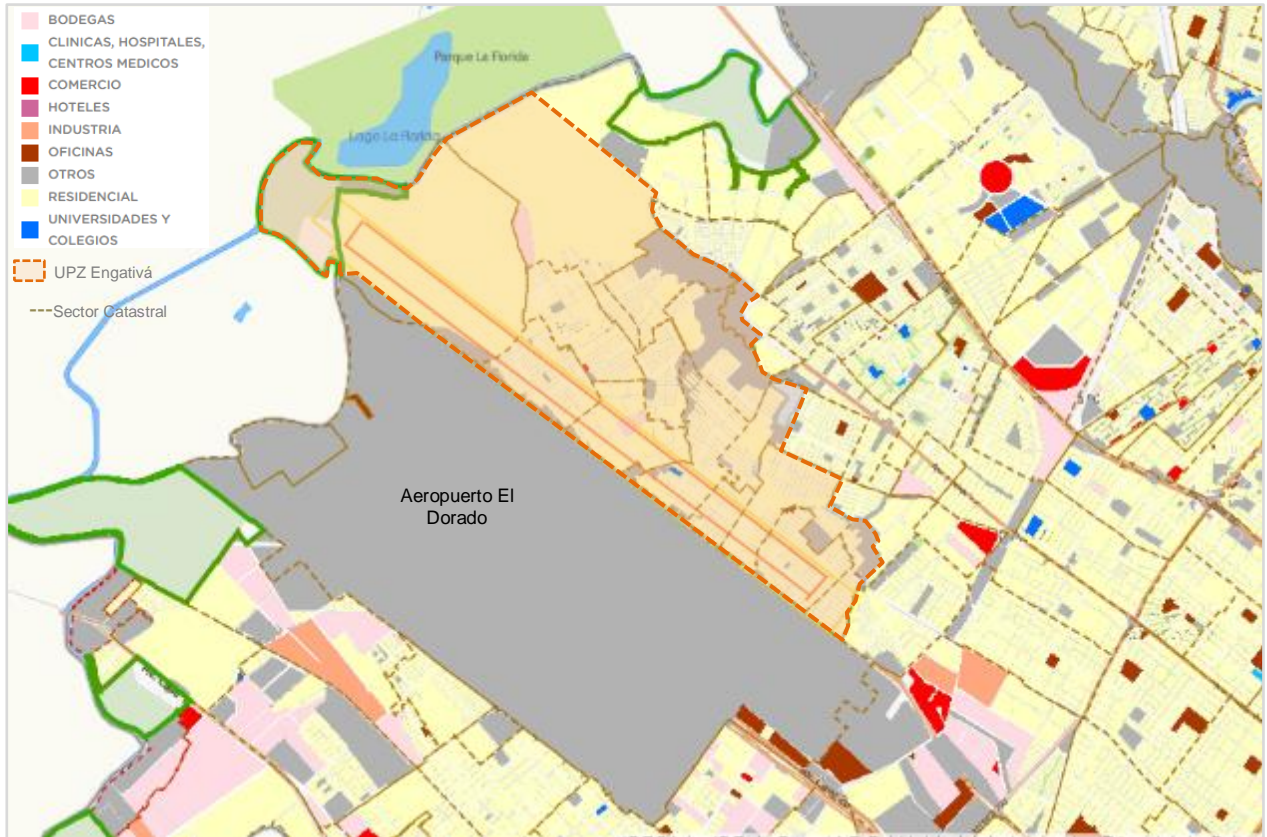 BODEGAS
CLINICAS, HOSPITALES,
CENTROS MEDICOS
COMERCIO
HOTELES
INDUSTRIA
OFICINAS
OTROS
RESIDENCIAL
UNIVERSIDADES Y
COLEGIOS
UPZ Engativá
Sector Catastral
Parque La Florida
Lago La Florida
Aeropuerto El
Dorado